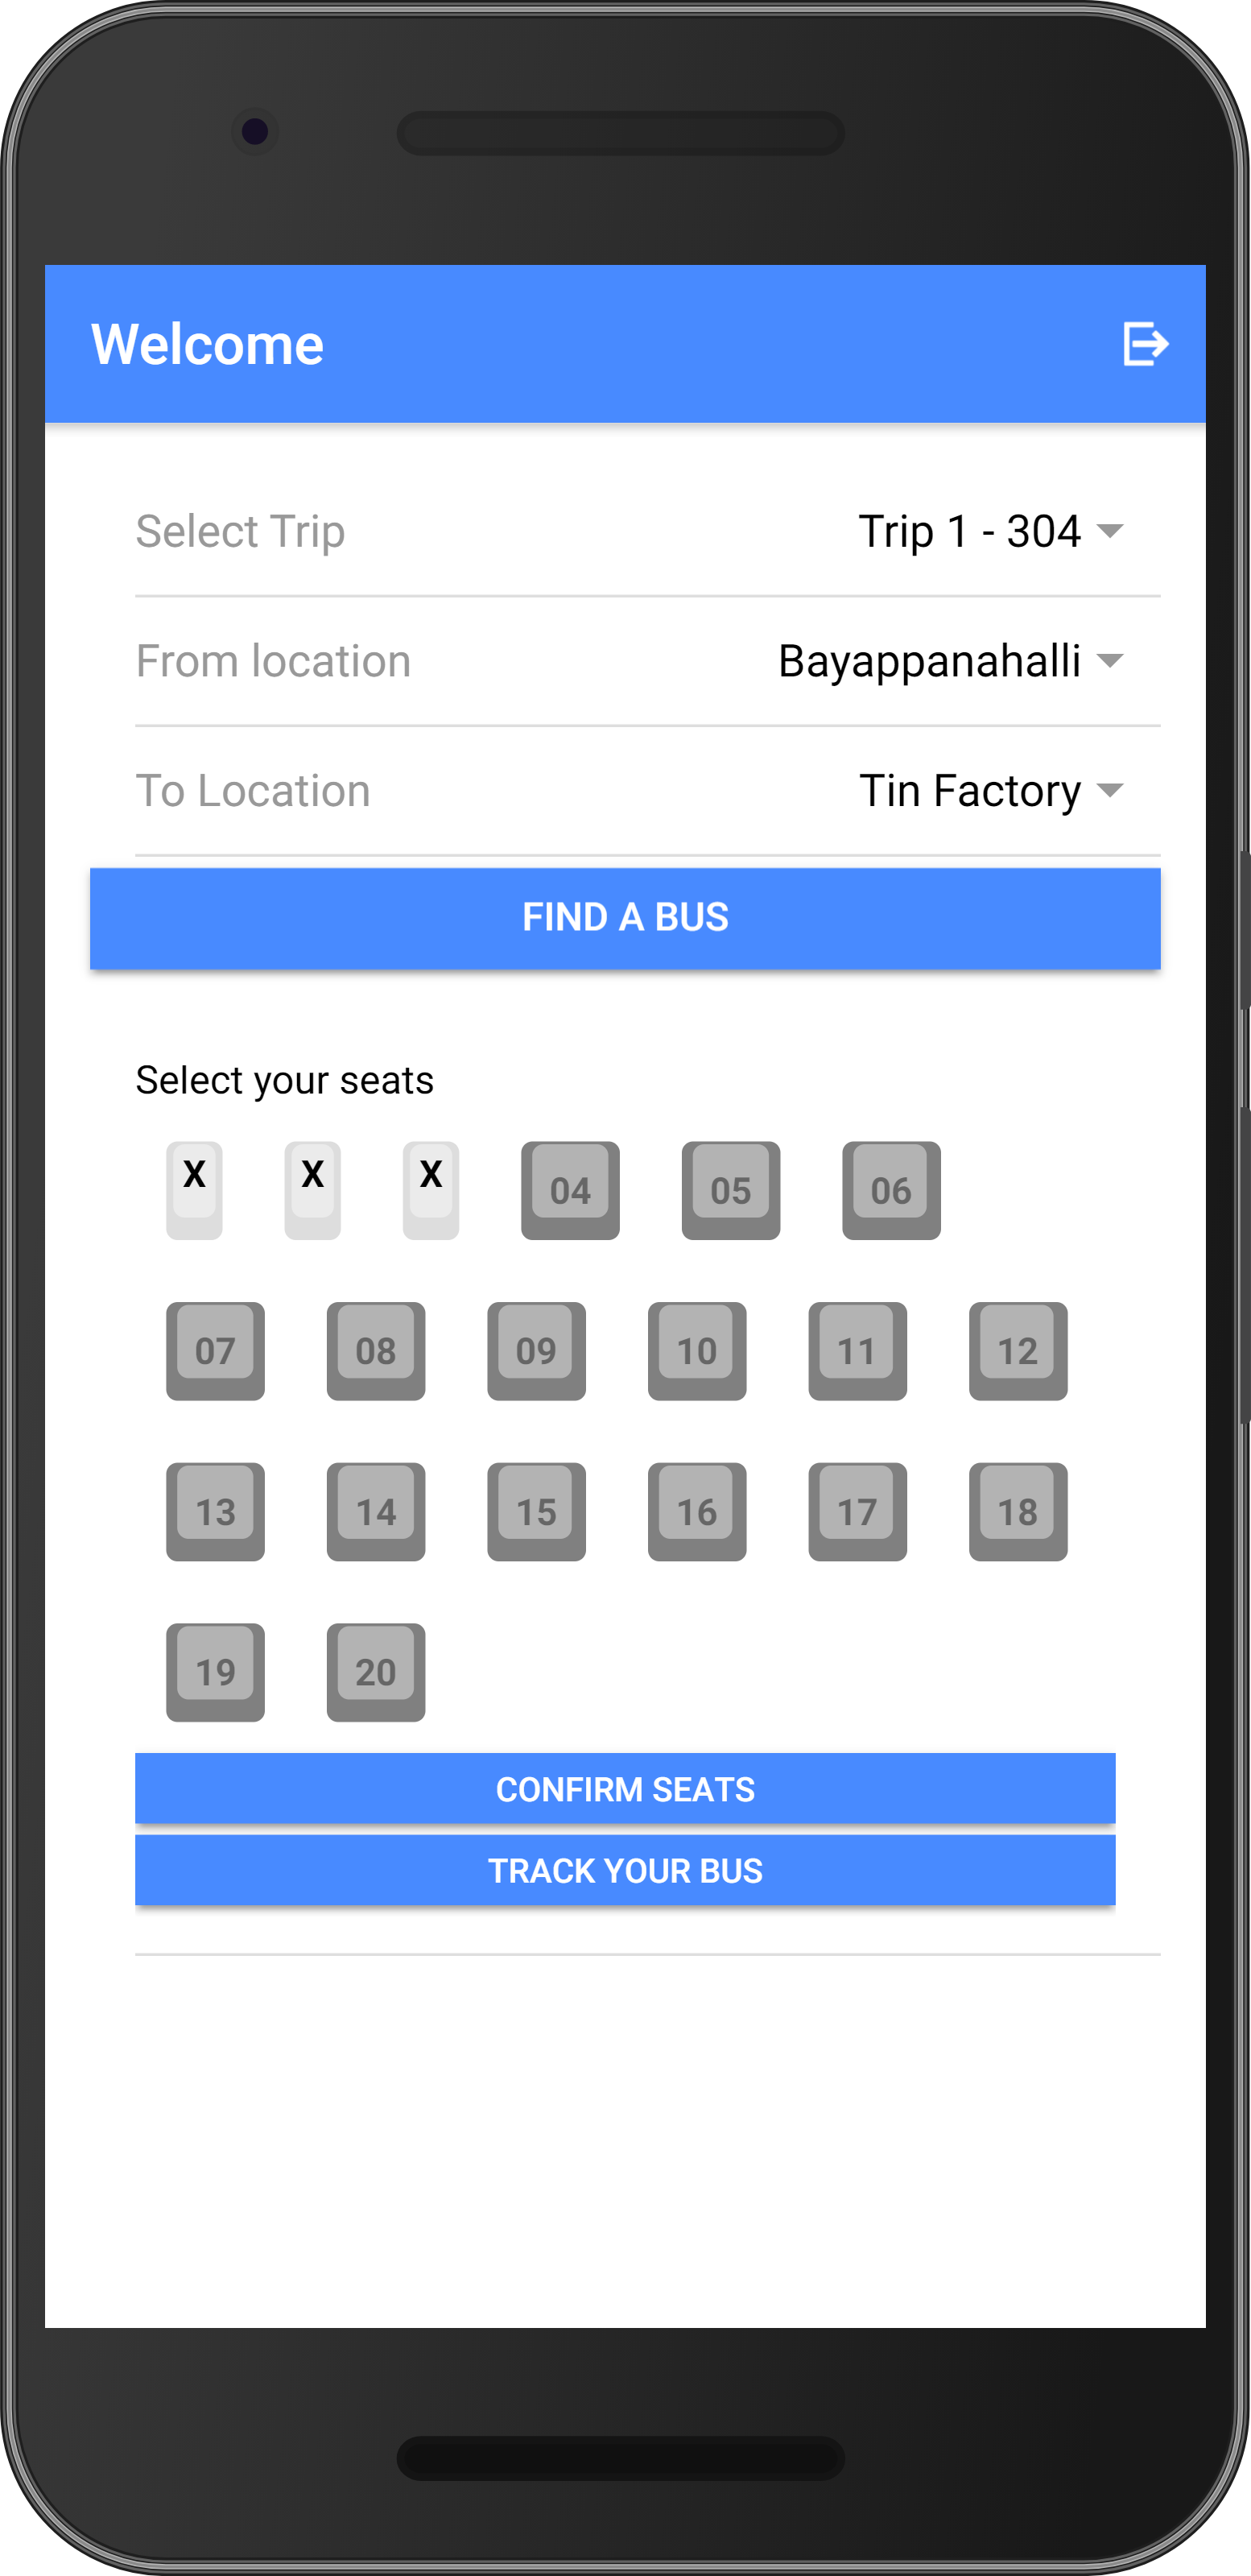 Welcome
Select Trip Trip 1 - 304
From location Bayappanahalli
To Location Tin Factory
FIND A BUS
Select your seats
X X X 04 05 06
07 08 09 10 11 12
13 14 15 16 17 18
19 20
CONFIRM SEATS
TRACK YOUR BUS